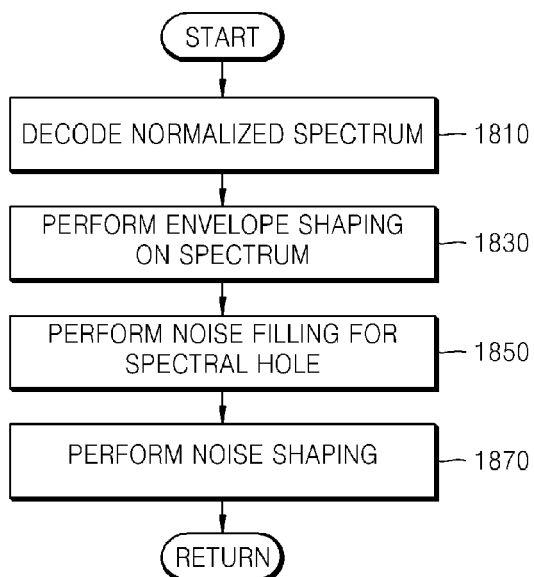 START
DECODE NORMALIZED SPECTRUM
1810
PERFORM ENVELOPE SHAPING
ON SPECTRUM
1830
PERFORM NOISE FILLING FOR
SPECTRAL HOLE
1850
PERFORM NOISE SHAPING
1870
RETURN